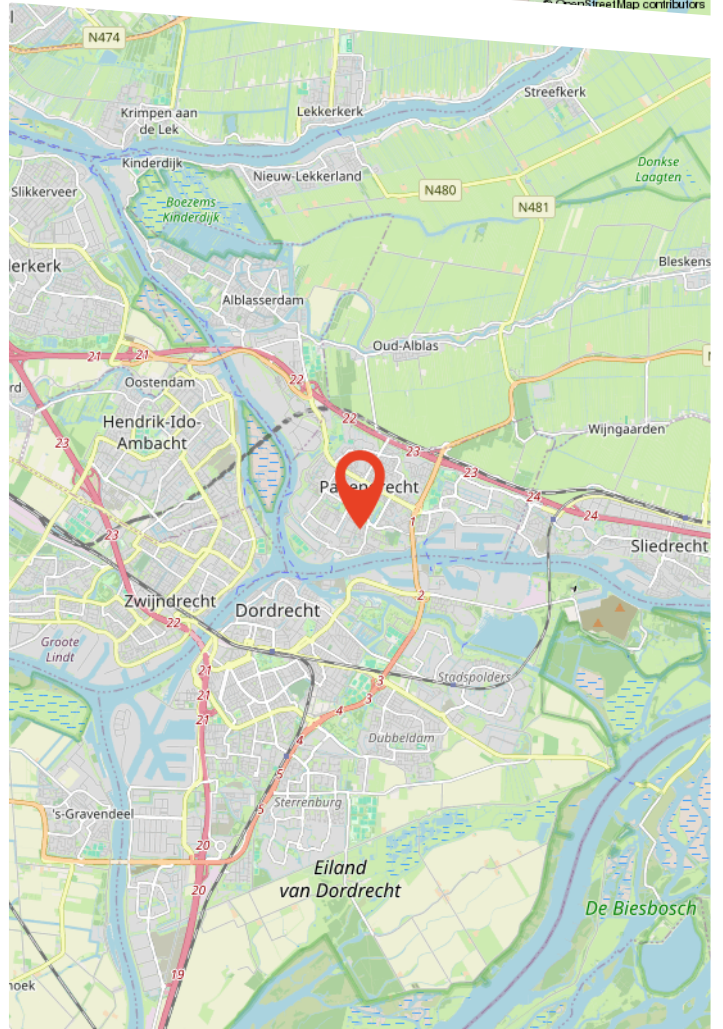 © OpenStreetMap contributors
N474
Streefkerk
Lekkerkerk
Krimpen aan
de Lek
Kinderdijk
Donkse
Laagten
Nieuw-Lekkerland
N480
Slikkerveer
Boezems
Kinderdijk
N481
Bleskens
lerkerk
Alblasserdam
Oud-Alblas
21
21
22
rd
Oostendam
Hendrik-Ido-
Ambacht
22
23
Wijngaarden
23
23
24
24
1
23
Sliedrecht
2
Zwijndrecht
Dordrecht
22
Groote
Lindt
21
21
21
3
3
Stadspolders
4
4
Dubbeldam
5
5
Sterrenburg
's-Gravendeel
20
20
Eiland
van Dordrecht
De Biesbosch
19
hoek